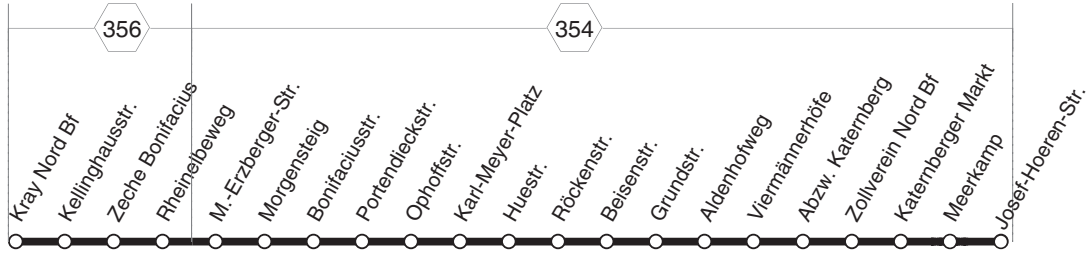 356
354
Kray Nord Bf
Kellinghausstr.
Zeche Bonifacius
Rheinelbeweg
M.-Erzberger-Str.
Morgensteig
Bonifaciusstr.
Portendieckstr.
Ophoffstr.
Karl-Meyer-Platz
Huestr.
Röckenstr.
Beisenstr.
Grundstr.
Aldenhofweg
Viermännerhöfe
Abzw. Katernberg
Zollverein Nord Bf
Katernberger Markt
Meerkamp
Josef-Hoeren-Str.